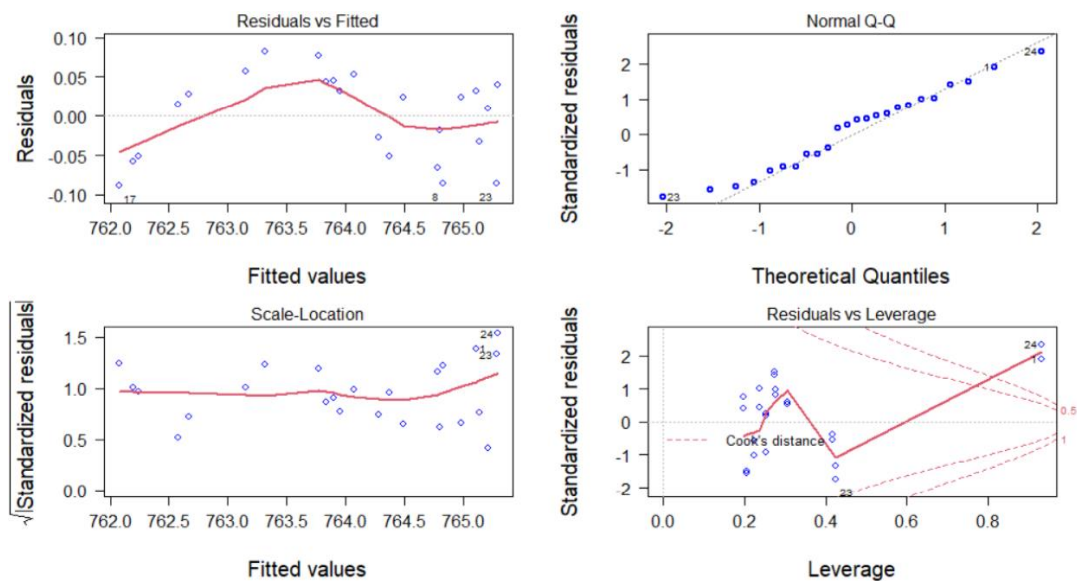 Residuals vs Fitted
Residuals
0.10
0.05
0.00
-0.05
-0.10
17
8
23
762.0 762.5 763.0 763.5 764.0 764.5 765.0
Fitted values
Normal Q-Q
Standardized residuals
2
1
0
-1
24
1
23
-2 -1 0 1 2
Theoretical Quantiles
Scale-Location
√|Standardized residuals|
1.5
1.0
0.5
0.0
24
1
23
762.0 762.5 763.0 763.5 764.0 764.5 765.0
Fitted values
Residuals vs Leverage
Standardized residuals
2
1
0
-1
-2
24
1
0.5
Cook's distance
1
23
0.0 0.2 0.4 0.6 0.8
Leverage